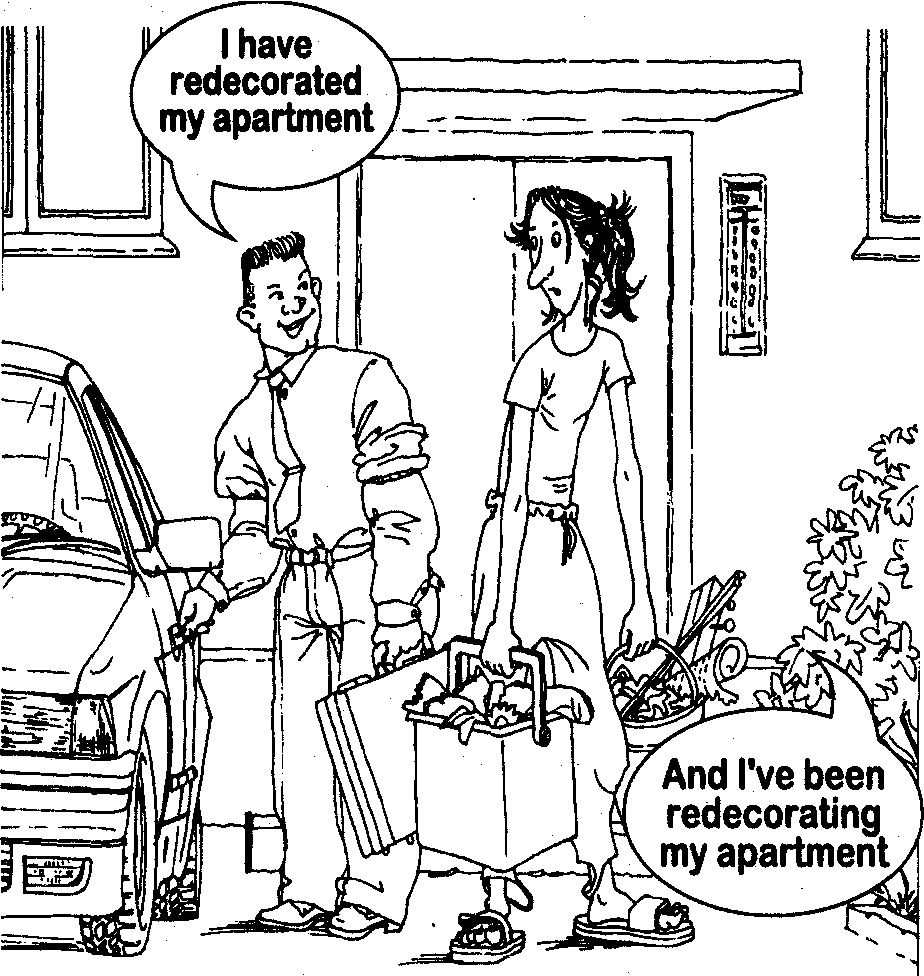 I have
redecorated
my apartment
And I've been
redecorating
my apartment